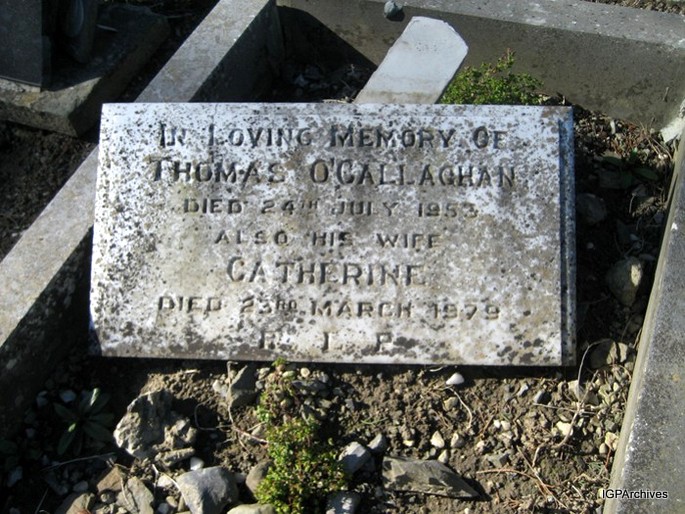 In Loving Memory Of
Thomas O'Callaghan
Died 24th July 1953
Also His Wife
Catherine
Died 23rd March 1979
R. I. P.
©IGPArchives